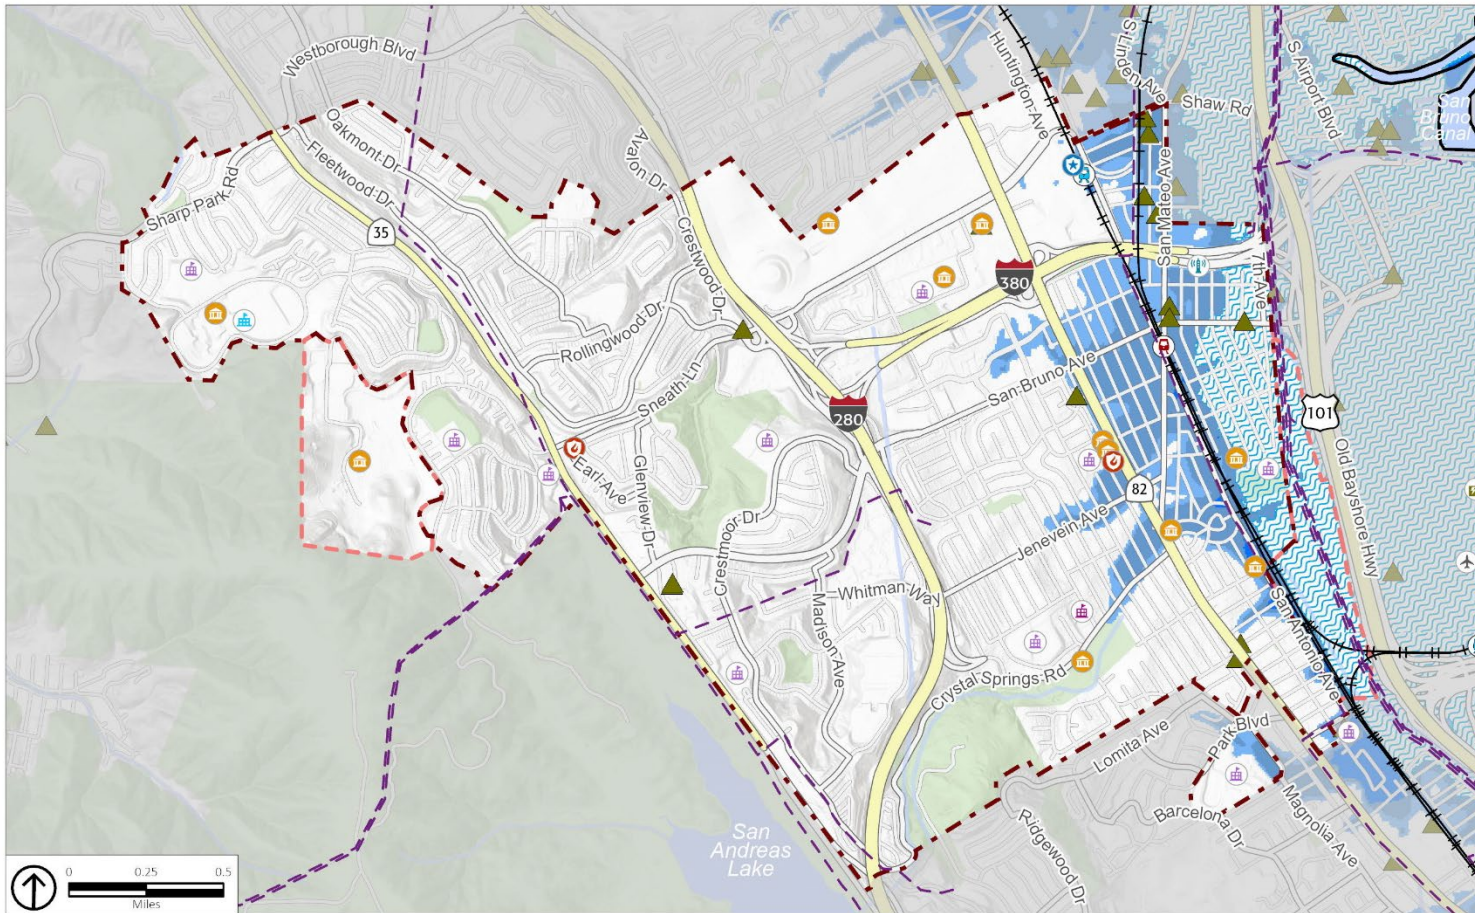 Westborough Blvd
Huntington Ave
S Linden Ave
Shaw Rd
S Airport Blvd
San
Bruno
Canal
Oakmont Dr
Fleetwood Dr
Avalon Dr
Sharp Park Rd
35
Crestwood Dr
San Mateo Ave
7th Ave
380
Rollingwood Dr
Sneath Ln
San Bruno Ave
280
101
Earl Ave
Glenview Dr
Old Bayshore Hwy
82
Crestmoor Dr
Jenevein Ave
Whitman Way
Madison Ave
San Antonio Ave
Crystal Springs Rd
Lomita Ave
Park Blvd
Barcelona Dr
Magnolia Ave
Ridgewood Dr
San
Andreas
Lake
0 0.25 0.5
Miles